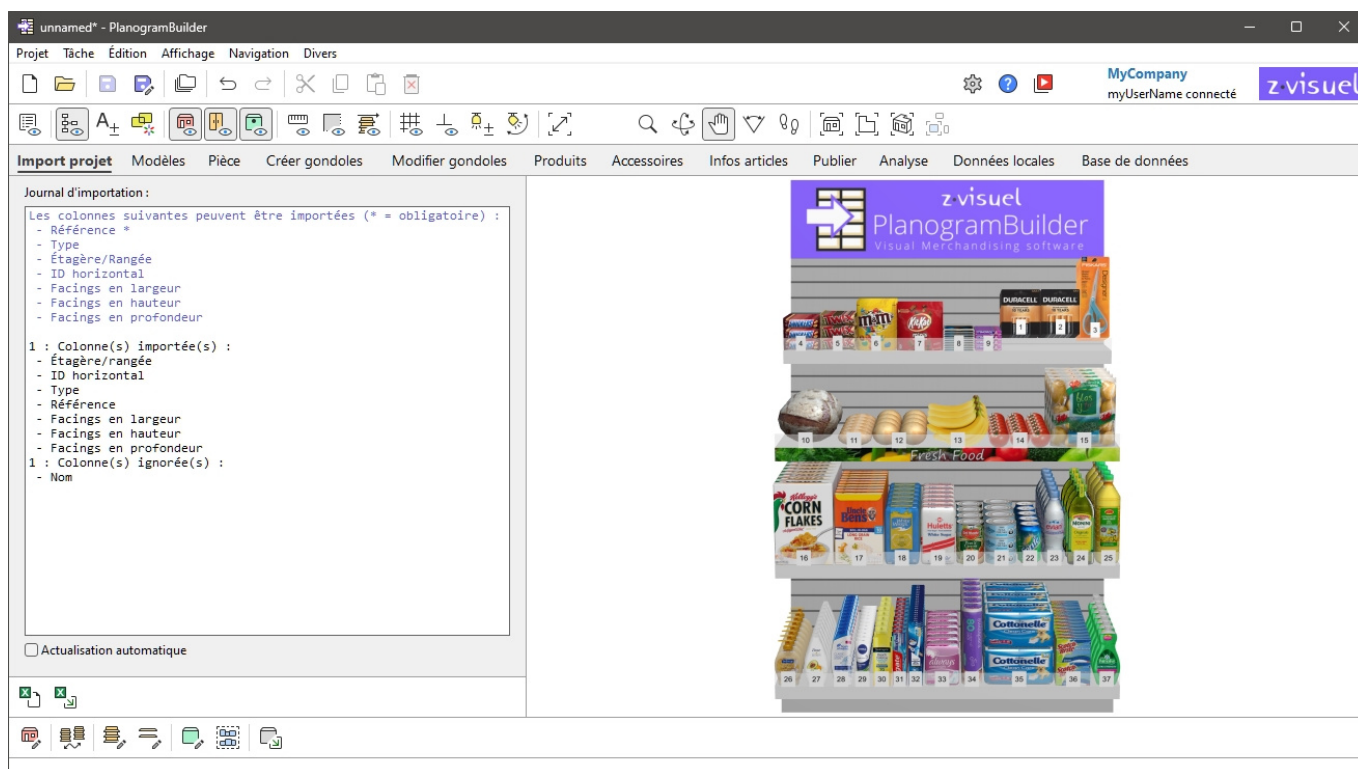 unnamed* - PlanogramBuilder
Projet Tâche Édition Affichage Navigation Divers
MyCompany
myUserName connecté
z·visuel
Import projet Modèles Pièce Créer gondoles Modifier gondoles Produits Accessoires Infos articles Publier Analyse Données locales Base de données
Journal d'importation :
Les colonnes suivantes peuvent être importées (* = obligatoire) :
- Référence *
- Type
- Étagère/Rangée
- ID horizontal
- Facings en largeur
- Facings en hauteur
- Facings en profondeur
1 : Colonne(s) importée(s) :
- Étagère/rangée
- ID horizontal
- Type
- Référence
- Facings en largeur
- Facings en hauteur
- Facings en profondeur
1 : Colonne(s) ignorée(s) :
- Nom
Actualisation automatique
z·visuel
PlanogramBuilder
Visual Merchandising software
DURACELL DURACELL
m&m's
KitKat
1 2 3
4 5 6 7 8 9
10 11 12 13 14 15
Fresh Food
Kellogg's
CORN
FLAKES
Uncle
Ben's
Huletts
16 17 18 19 20 21 22 23 24 25
Cottonelle
always
Cottonelle
26 27 28 29 30 31 32 33 34 35 36 37